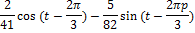 2/41 cos (t − 2π/3) − 5/82 sin (t − 2πp/3)